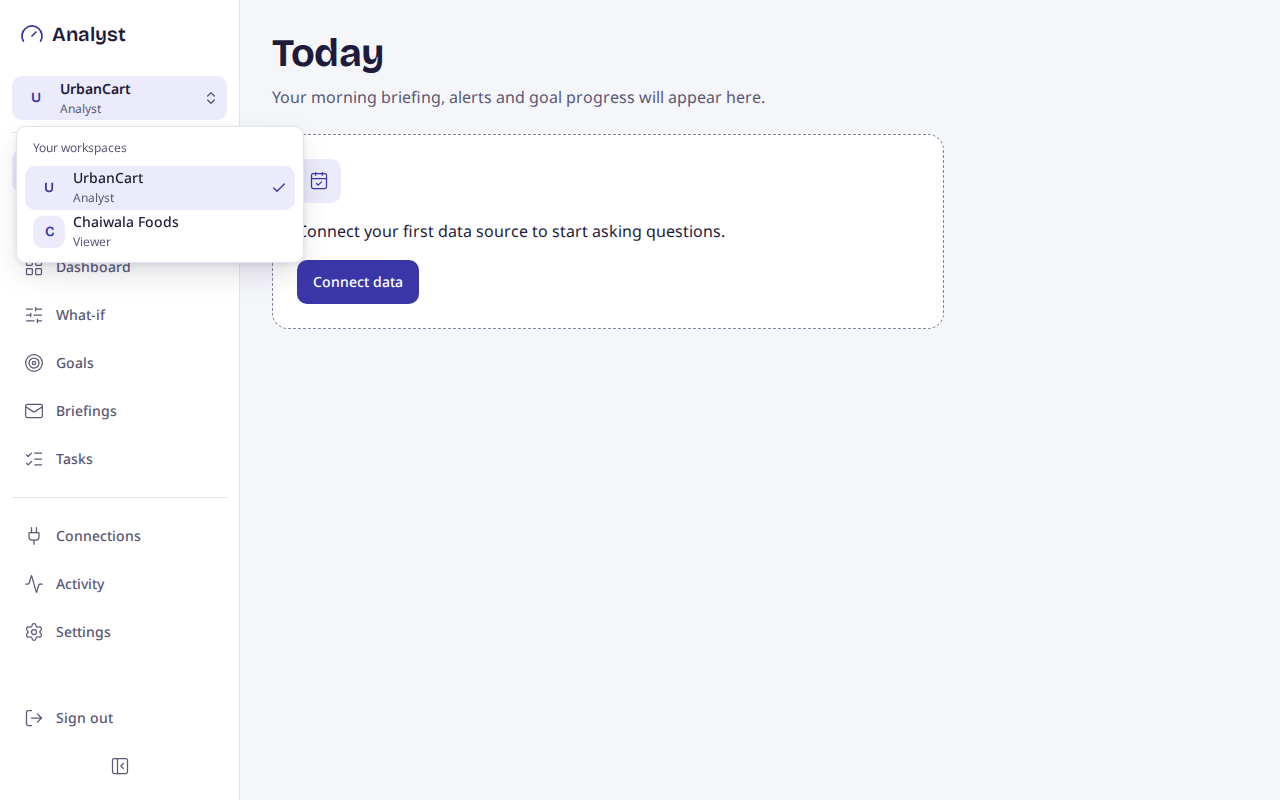 Analyst
U
UrbanCart
Analyst
Your workspaces
U
UrbanCart
Analyst
C
Chaiwala Foods
Viewer
Dashboard
What-if
Goals
Briefings
Tasks
Connections
Activity
Settings
Sign out
Today
Your morning briefing, alerts and goal progress will appear here.
Connect your first data source to start asking questions.
Connect data